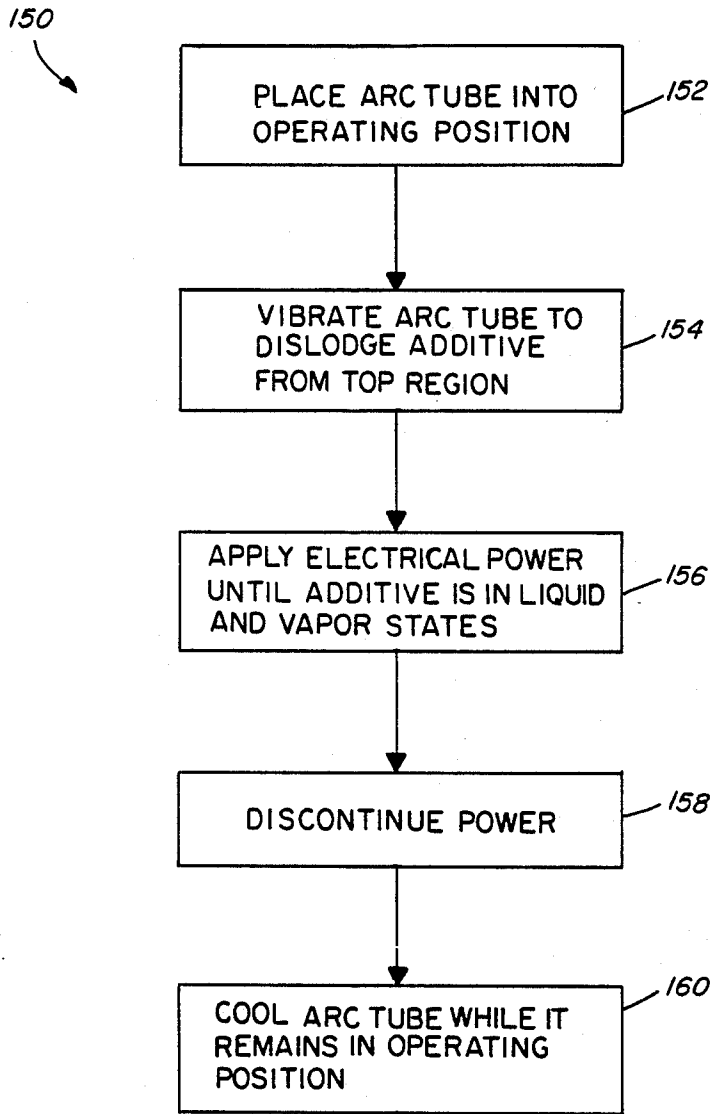 150
PLACE ARC TUBE INTO
OPERATING POSITION
152
VIBRATE ARC TUBE TO
DISLODGE ADDITIVE
FROM TOP REGION
154
APPLY ELECTRICAL POWER
UNTIL ADDITIVE IS IN LIQUID
AND VAPOR STATES
156
DISCONTINUE POWER
158
COOL ARC TUBE WHILE IT
REMAINS IN OPERATING
POSITION
160